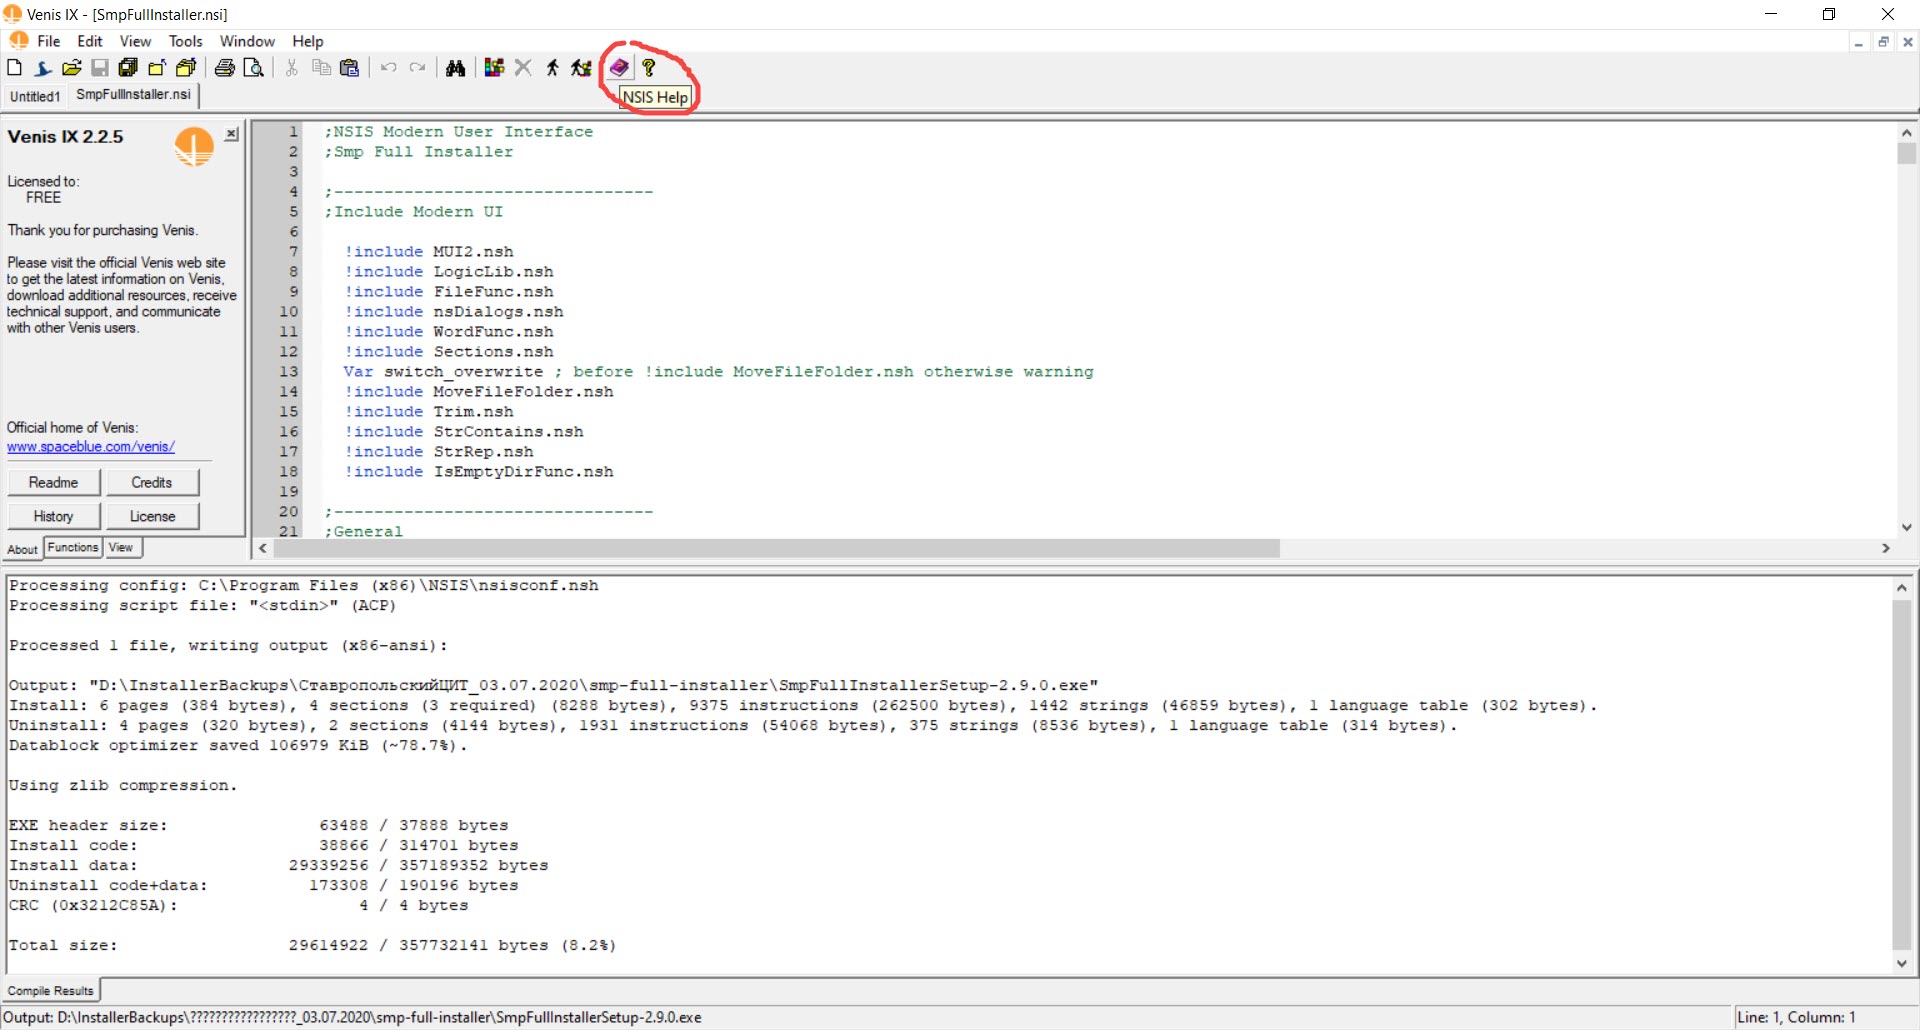 Venis IX - [SmpFullInstaller.nsi]
File Edit View Tools Window Help
Untitled1 SmpFullInstaller.nsi
NSIS Help
Venis IX 2.2.5
Licensed to:
FREE
Thank you for purchasing Venis.
Please visit the official Venis web site
to get the latest information on Venis,
download additional resources, receive
technical support, and communicate
with other Venis users.
Official home of Venis:
www.spaceblue.com/venis/
Readme Credits
History License
About Functions View
1 ;NSIS Modern User Interface
2 ;Smp Full Installer
3
4 ;--------------------------------
5 ;Include Modern UI
6
7 !include MUI2.nsh
8 !include LogicLib.nsh
9 !include FileFunc.nsh
10 !include nsDialogs.nsh
11 !include WordFunc.nsh
12 !include Sections.nsh
13 Var switch_overwrite ; before !include MoveFileFolder.nsh otherwise warning
14 !include MoveFileFolder.nsh
15 !include Trim.nsh
16 !include StrContains.nsh
17 !include StrRep.nsh
18 !include IsEmptyDirFunc.nsh
19
20 ;--------------------------------
21 ;General
Processing config: C:\Program Files (x86)\NSIS\nsisconf.nsh
Processing script file: "<stdin>" (ACP)
Processed 1 file, writing output (x86-ansi):
Output: "D:\InstallerBackups\СтавропольскийЦИТ_03.07.2020\smp-full-installer\SmpFullInstallerSetup-2.9.0.exe"
Install: 6 pages (384 bytes), 4 sections (3 required) (8288 bytes), 9375 instructions (262500 bytes), 1442 strings (46859 bytes), 1 language table (302 bytes).
Uninstall: 4 pages (320 bytes), 2 sections (4144 bytes), 1931 instructions (54068 bytes), 375 strings (8536 bytes), 1 language table (314 bytes).
Datablock optimizer saved 106979 KiB (~78.7%).
Using zlib compression.
EXE header size: 63488 / 37888 bytes
Install code: 38866 / 314701 bytes
Install data: 29339256 / 357189352 bytes
Uninstall code+data: 173308 / 190196 bytes
CRC (0x3212C85A): 4 / 4 bytes
Total size: 29614922 / 357732141 bytes (8.2%)
Compile Results
Output: D:\InstallerBackups\?????????????????_03.07.2020\smp-full-installer\SmpFullInstallerSetup-2.9.0.exe Line: 1, Column: 1